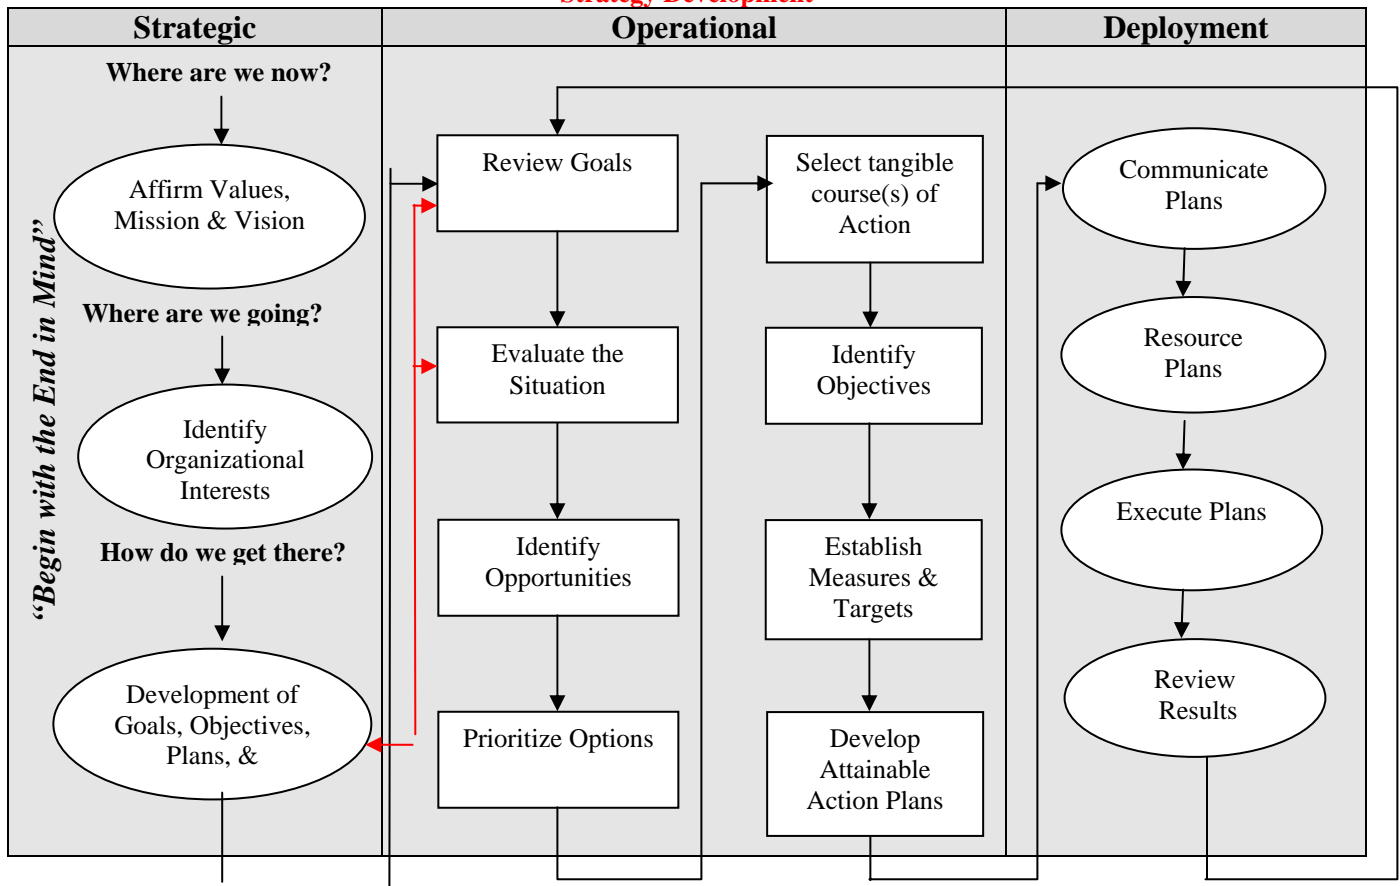 Strategy Development
Strategic
Operational
Deployment
“Begin with the End in Mind”
Where are we now?
Affirm Values,
Mission & Vision
Where are we going?
Identify
Organizational
Interests
How do we get there?
Development of
Goals, Objectives,
Plans, &
Review Goals
Evaluate the
Situation
Identify
Opportunities
Prioritize Options
Select tangible
course(s) of
Action
Identify
Objectives
Establish
Measures &
Targets
Develop
Attainable
Action Plans
Communicate
Plans
Resource
Plans
Execute Plans
Review
Results